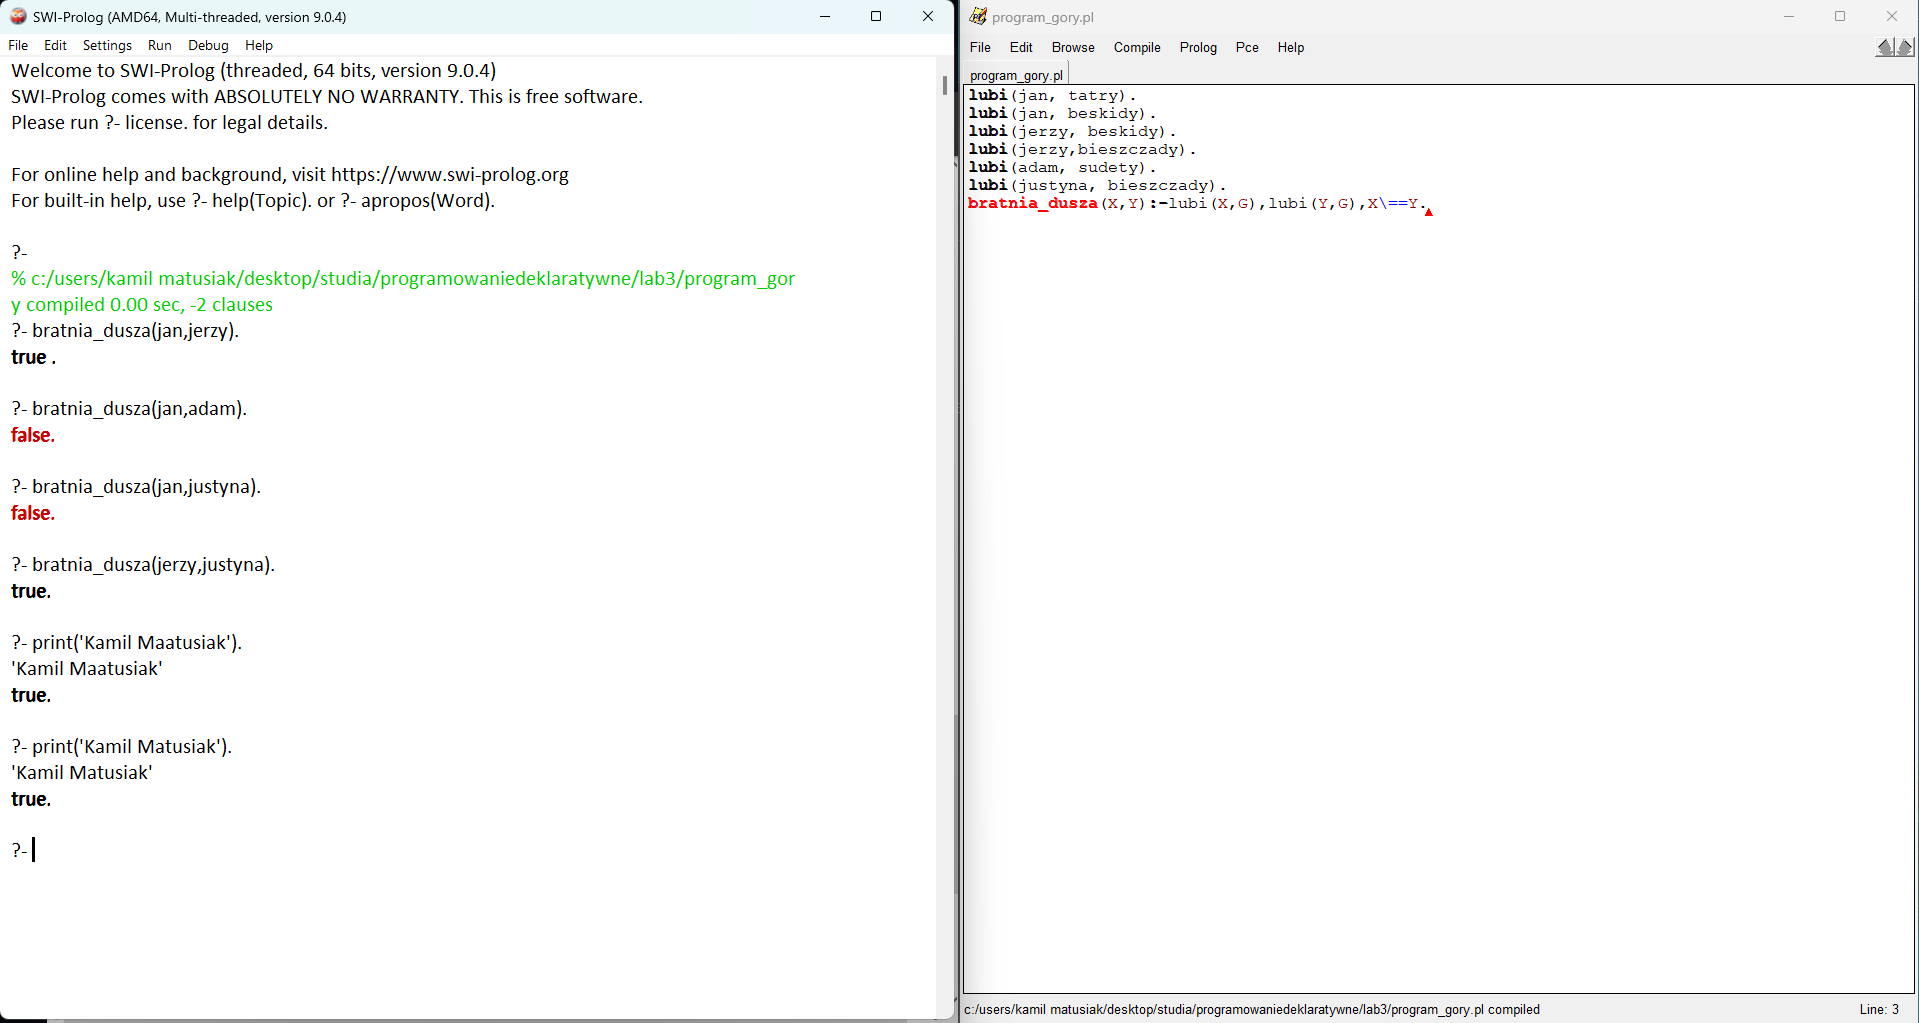 SWI-Prolog (AMD64, Multi-threaded, version 9.0.4)
File Edit Settings Run Debug Help
Welcome to SWI-Prolog (threaded, 64 bits, version 9.0.4)
SWI-Prolog comes with ABSOLUTELY NO WARRANTY. This is free software.
Please run ?- license. for legal details.
For online help and background, visit https://www.swi-prolog.org
For built-in help, use ?- help(Topic). or ?- apropos(Word).
?-
% c:/users/kamil matusiak/desktop/studia/programowaniedeklaratywne/lab3/program_gor
y compiled 0.00 sec, -2 clauses
?- bratnia_dusza(jan,jerzy).
true .
?- bratnia_dusza(jan,adam).
false.
?- bratnia_dusza(jan,justyna).
false.
?- bratnia_dusza(jerzy,justyna).
true.
?- print('Kamil Maatusiak').
'Kamil Maatusiak'
true.
?- print('Kamil Matusiak').
'Kamil Matusiak'
true.
?-
program_gory.pl
File Edit Browse Compile Prolog Pce Help
program_gory.pl
lubi(jan, tatry).
lubi(jan, beskidy).
lubi(jerzy, beskidy).
lubi(jerzy,bieszczady).
lubi(adam, sudety).
lubi(justyna, bieszczady).
bratnia_dusza(X,Y):-lubi(X,G),lubi(Y,G),X\==Y.
c:/users/kamil matusiak/desktop/studia/programowaniedeklaratywne/lab3/program_gory.pl compiled
Line: 3